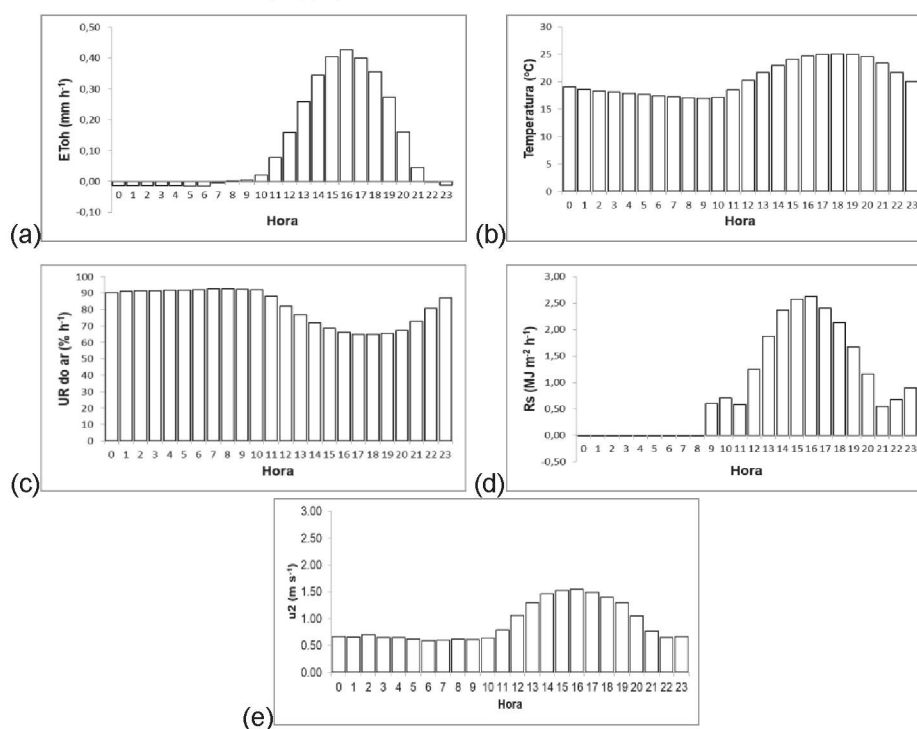 (a)
EToh (mm h⁻¹)
0,50
0,40
0,30
0,20
0,10
0,00
-0,10
0 1 2 3 4 5 6 7 8 9 10 11 12 13 14 15 16 17 18 19 20 21 22 23
Hora
(b)
Temperatura (°C)
30
25
20
15
10
5
0
0 1 2 3 4 5 6 7 8 9 10 11 12 13 14 15 16 17 18 19 20 21 22 23
Hora
(c)
UR do ar (% h⁻¹)
100
90
80
70
60
50
40
30
20
10
0
0 1 2 3 4 5 6 7 8 9 10 11 12 13 14 15 16 17 18 19 20 21 22 23
Hora
(d)
Rs (MJ m⁻² h⁻¹)
3,00
2,50
2,00
1,50
1,00
0,50
0,00
-0,50
0 1 2 3 4 5 6 7 8 9 10 11 12 13 14 15 16 17 18 19 20 21 22 23
Hora
(e)
u2 (m s⁻¹)
3.00
2.50
2.00
1.50
1.00
0.50
0.00
0 1 2 3 4 5 6 7 8 9 10 11 12 13 14 15 16 17 18 19 20 21 22 23
Hora